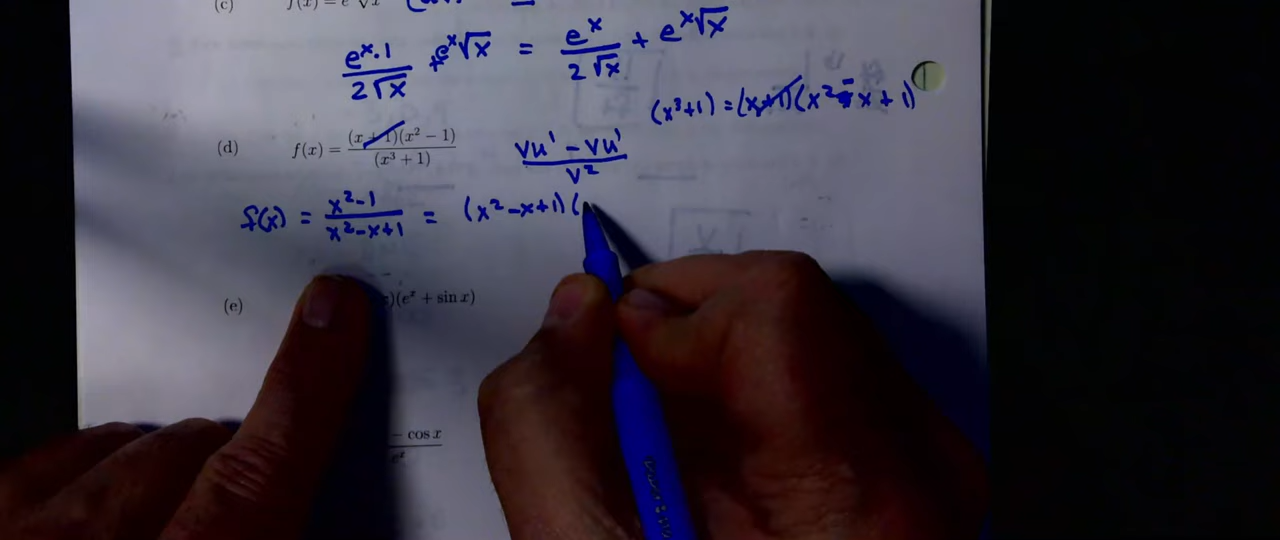 (c) f(x) = e √x
e^x · 1 / 2√x + e^x√x = e^x / 2√x + e^x√x
(x³+1) = (x+1)(x²-x+1)
(d) f(x) = (x+1)(x² − 1) / (x³ + 1)
vu' - vu' / v²
f(x) = x²-1 / x²-x+1 = (x²-x+1)(
(e) )(e^x + sin x)
− cos x
e^x